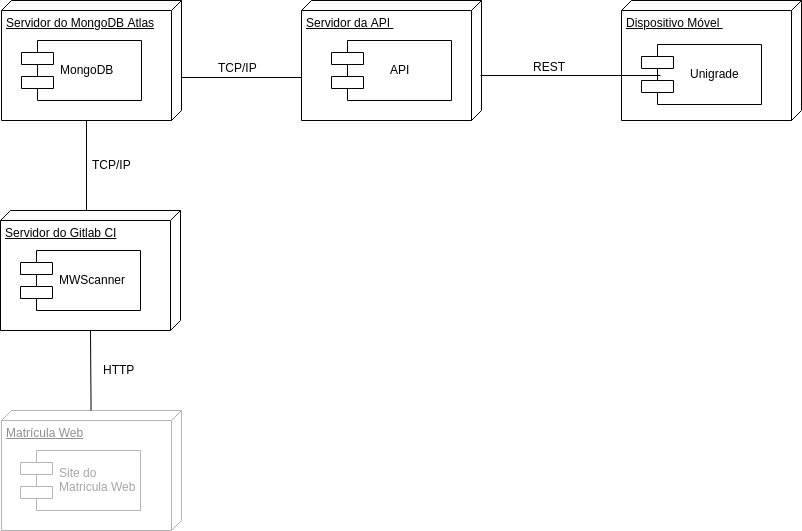 Servidor do MongoDB Atlas
MongoDB
TCP/IP
Servidor da API
API
REST
Dispositivo Móvel
Unigrade
TCP/IP
Servidor do Gitlab CI
MWScanner
HTTP
Matrícula Web
Site do
Matricula Web